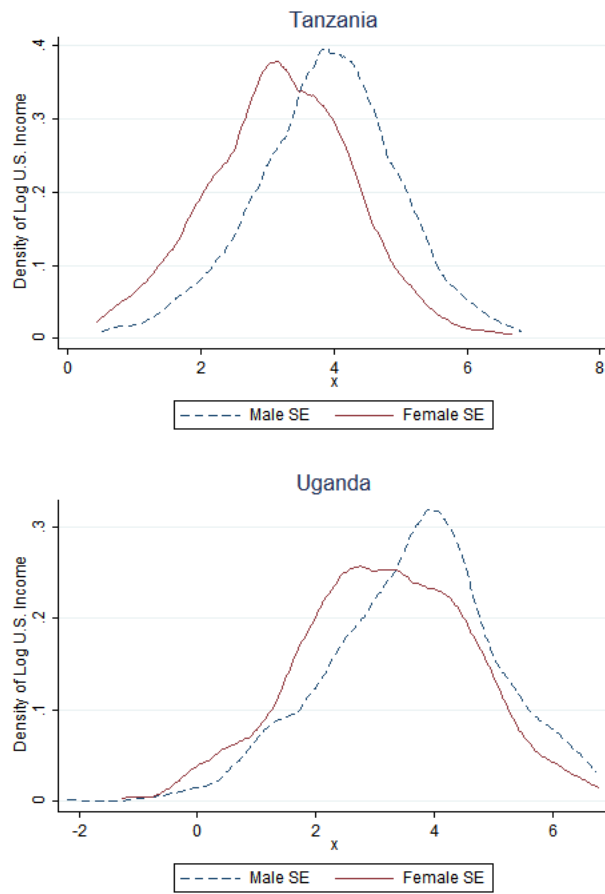 Tanzania
Density of Log U.S. Income
.4
.3
.2
.1
0
0 2 4 6 8
x
Male SE Female SE
Uganda
Density of Log U.S. Income
.3
.2
.1
0
-2 0 2 4 6
x
Male SE Female SE